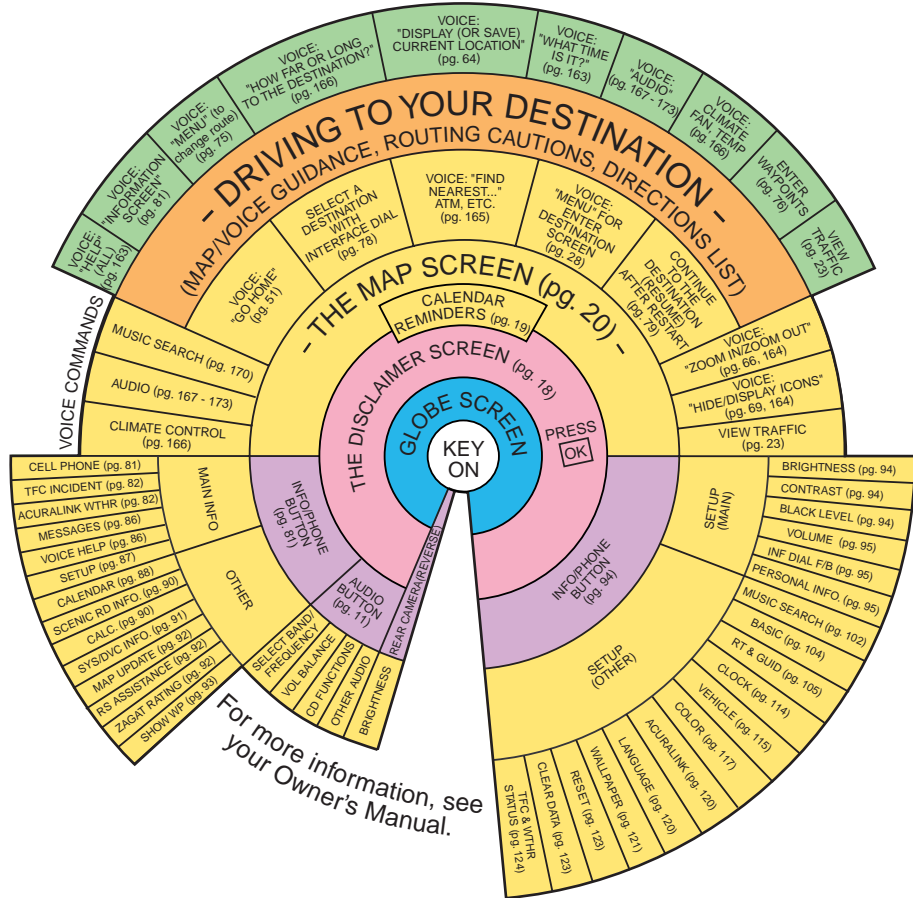 VOICE:
"HELP"
(ALL)
(pg. 163)
VOICE:
"INFORMATION
SCREEN"
(pg. 81)
VOICE:
"MENU" (to
change route)
(pg. 75)
VOICE:
"HOW FAR OR LONG
TO THE DESTINATION?"
(pg. 166)
VOICE:
"DISPLAY (OR SAVE)
CURRENT LOCATION"
(pg. 64)
VOICE:
"WHAT TIME
IS IT?"
(pg. 163)
VOICE:
"AUDIO"
(pg. 167 - 173)
VOICE:
CLIMATE
FAN, TEMP
(pg. 166)
ENTER
WAYPOINTS
(pg. 76)
VIEW
TRAFFIC
(pg. 23)
- DRIVING TO YOUR DESTINATION -
(MAP/VOICE GUIDANCE, ROUTING CAUTIONS, DIRECTIONS LIST)
VOICE:
"GO HOME"
(pg. 51)
SELECT A
DESTINATION
WITH
INTERFACE DIAL
(pg. 78)
VOICE: "FIND
NEAREST..."
ATM, ETC.
(pg. 165)
VOICE:
"MENU" FOR
ENTER
DESTINATION
SCREEN
(pg. 28)
CONTINUE
TO THE
DESTINATION
(RESUME)
AFTER RESTART
(pg. 79)
- THE MAP SCREEN (pg. 20) -
CALENDAR
REMINDERS (pg. 19)
THE DISCLAIMER SCREEN (pg. 18)
PRESS
OK
GLOBE SCREEN
KEY
ON
VOICE COMMANDS
MUSIC SEARCH (pg. 170)
AUDIO (pg. 167 - 173)
CLIMATE CONTROL
(pg. 166)
VOICE:
"ZOOM IN/ZOOM OUT"
(pg. 66, 164)
VOICE:
"HIDE/DISPLAY ICONS"
(pg. 69, 164)
VIEW TRAFFIC
(pg. 23)
INFO/PHONE
BUTTON
(pg. 81)
MAIN INFO
CELL PHONE (pg. 81)
TFC INCIDENT (pg. 82)
ACURALINK WTHR (pg. 82)
MESSAGES (pg. 86)
VOICE HELP (pg. 86)
OTHER
SETUP (pg. 87)
CALENDAR (pg. 88)
SCENIC RD INFO. (pg. 90)
CALC. (pg. 90)
SYS/DVC INFO. (pg. 91)
MAP UPDATE (pg. 92)
RS ASSISTANCE (pg. 92)
ZAGAT RATING (pg. 92)
SHOW WP (pg. 93)
AUDIO
BUTTON
(pg. 11)
SELECT BAND/
FREQUENCY
VOL BALANCE
CD FUNCTIONS
OTHER AUDIO
REAR CAMERA(REVERSE)
BRIGHTNESS
For more information, see
your Owner's Manual.
INFO/PHONE
BUTTON
(pg. 94)
SETUP
(MAIN)
BRIGHTNESS (pg. 94)
CONTRAST (pg. 94)
BLACK LEVEL (pg. 94)
VOLUME (pg. 95)
INF DIAL F/B (pg. 95)
SETUP
(OTHER)
PERSONAL INFO. (pg. 95)
MUSIC SEARCH (pg. 102)
BASIC (pg. 104)
RT & GUID (pg. 105)
CLOCK (pg. 114)
VEHICLE (pg. 115)
COLOR (pg. 117)
ACURALINK (pg. 120)
LANGUAGE (pg. 120)
WALLPAPER (pg. 121)
RESET (pg. 123)
CLEAR DATA (pg. 123)
TFC & WTHR
STATUS (pg. 124)